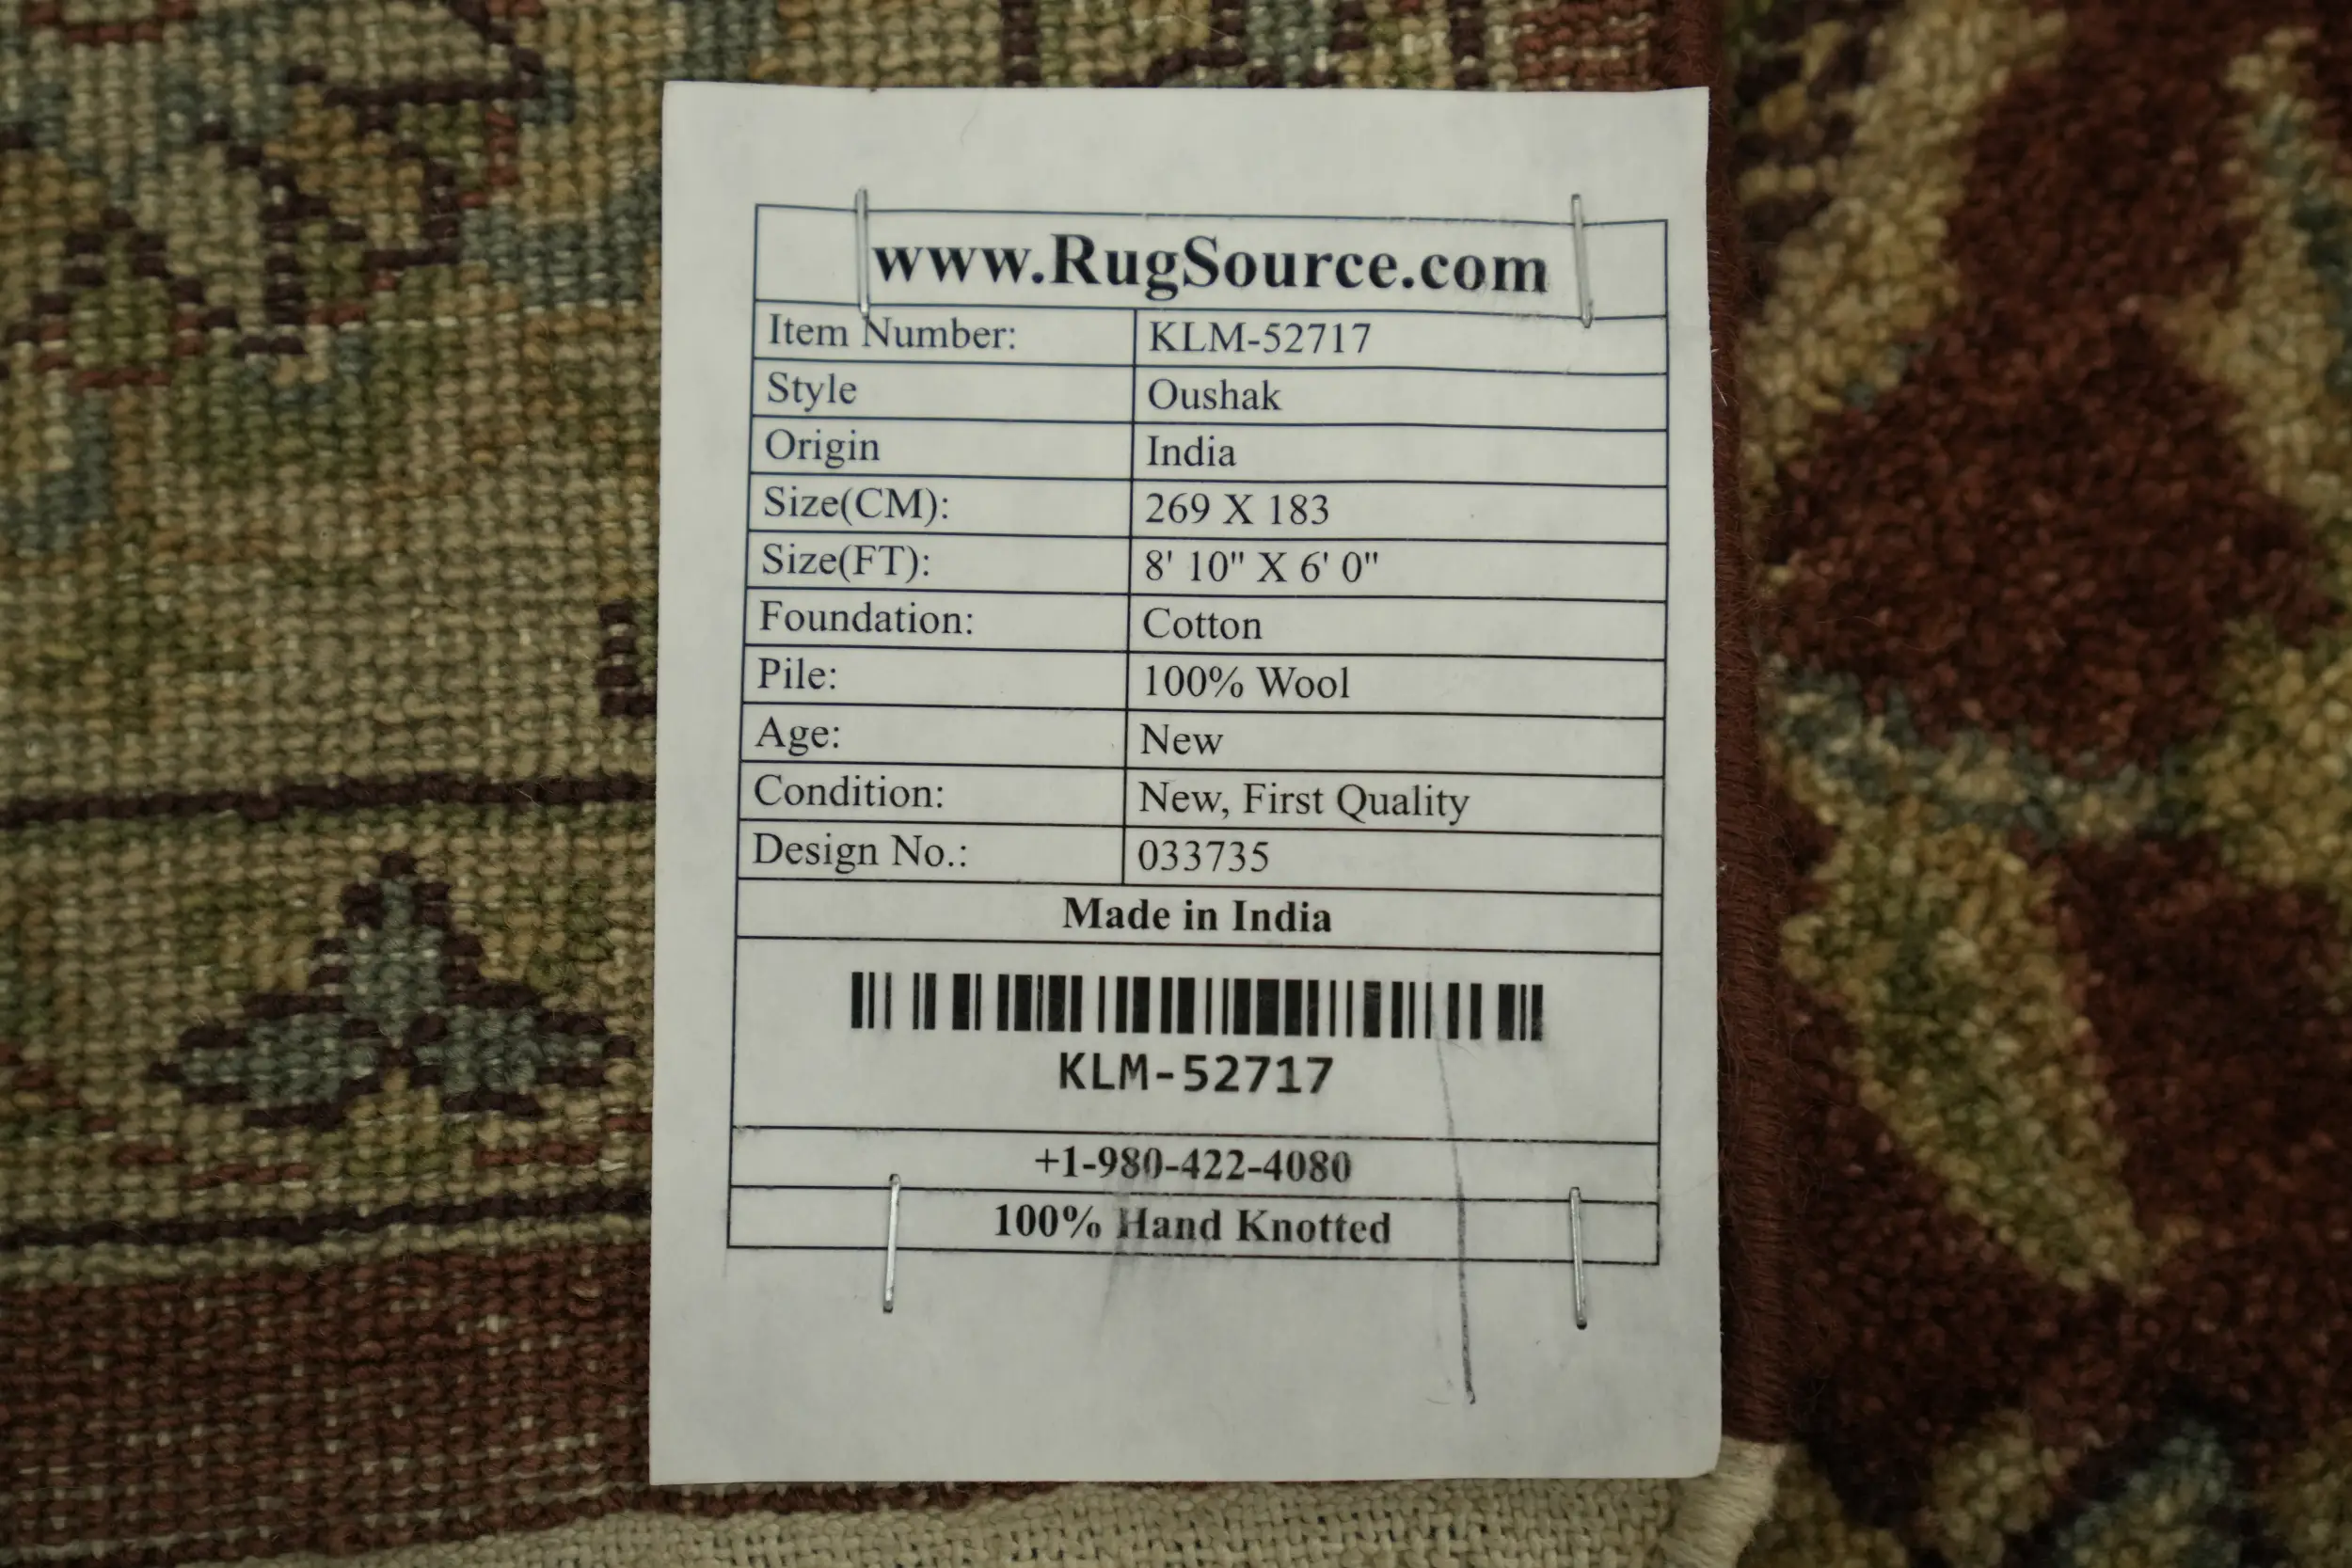 www.RugSource.com
Item Number: KLM-52717
Style Oushak
Origin India
Size(CM): 269 X 183
Size(FT): 8' 10" X 6' 0"
Foundation: Cotton
Pile: 100% Wool
Age: New
Condition: New, First Quality
Design No.: 033735
Made in India
KLM-52717
+1-980-422-4080
100% Hand Knotted